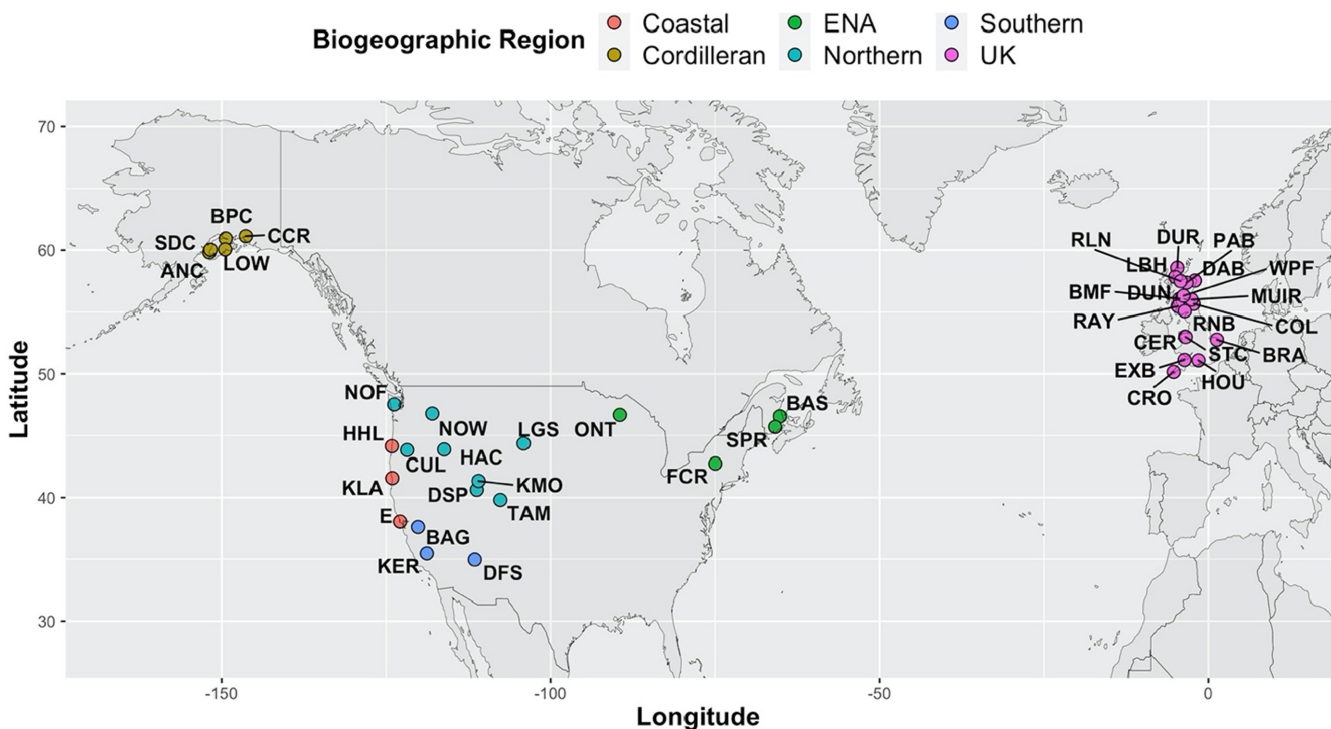 Biogeographic Region
Coastal
ENA
Southern
Cordilleran
Northern
UK
70
60
50
40
30
Latitude
BPC
SDC
CCR
ANC
LOW
RLN
DUR
PAB
LBH
DAB
WPF
BMF
DUN
MUIR
RAY
RNB
COL
CER
STC
BRA
EXB
HOU
CRO
NOF
NOW
LGS
ONT
BAS
HHL
SPR
CUL
HAC
FCR
KLA
DSP
KMO
TAM
E
BAG
KER
DFS
-150
-100
-50
0
Longitude